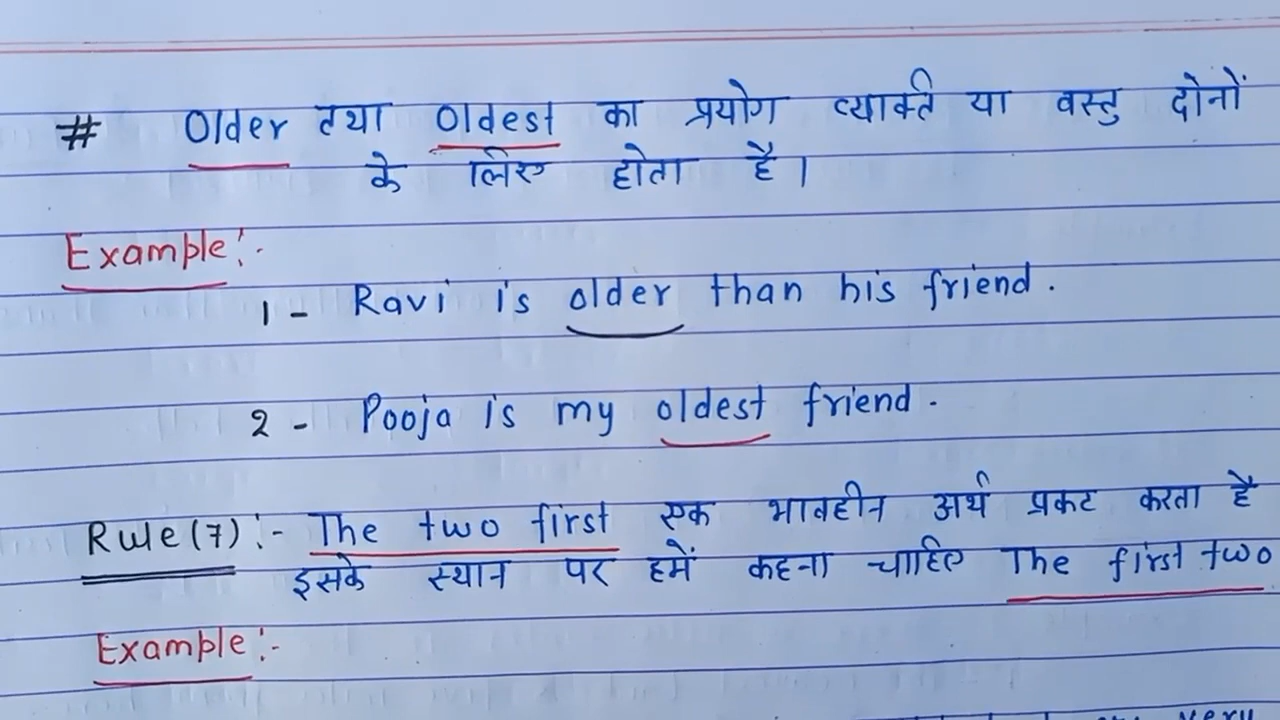 # Older तथा Oldest का प्रयोग व्यक्ति या वस्तु दोनों
के लिए होता है।
Example:-
1- Ravi is older than his friend.
2- Pooja is my oldest friend.
Rule(7):- The two first एक भावहीन अर्थ प्रकट करता है
इसके स्थान पर हमें कहना चाहिए The first two
Example:-